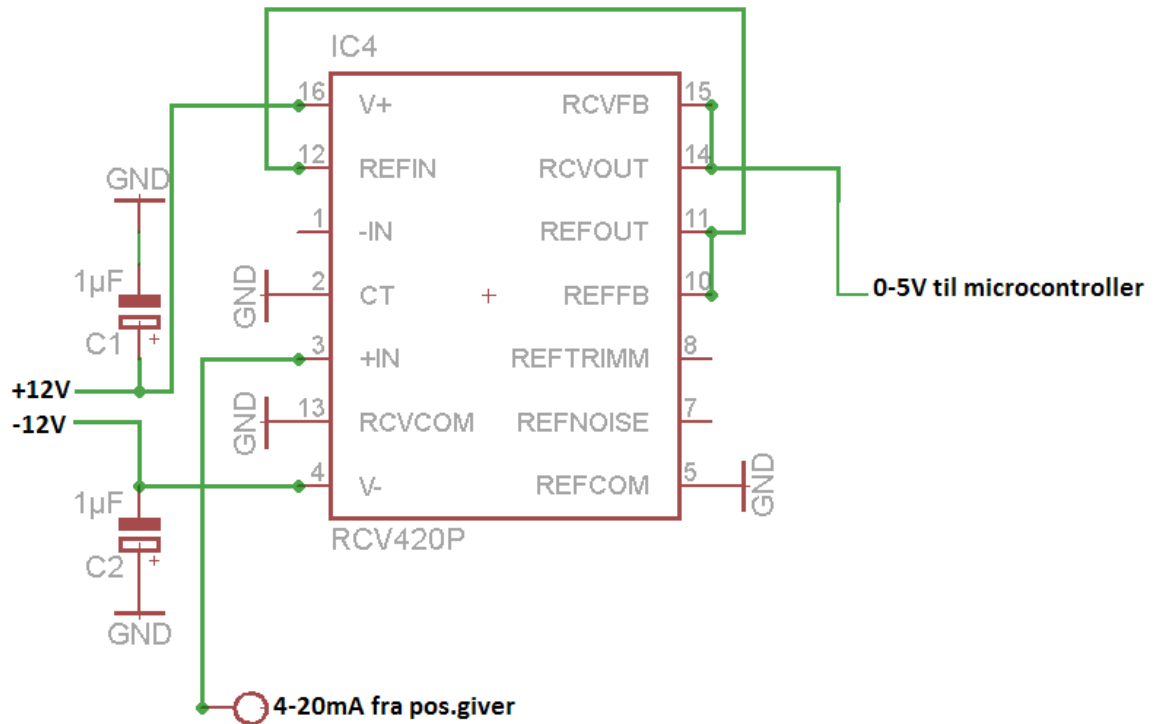 IC4
16 V+ RCVFB 15
12 REFIN RCVOUT 14
GND
1 -IN REFOUT 11
1µF
GND 2 CT REFFB 10
0-5V til microcontroller
C1 +
3 +IN REFTRIMM 8
+12V
-12V
GND 13 RCVCOM REFNOISE 7
4 V- REFCOM 5 GND
1µF
RCV420P
C2 +
GND
4-20mA fra pos.giver